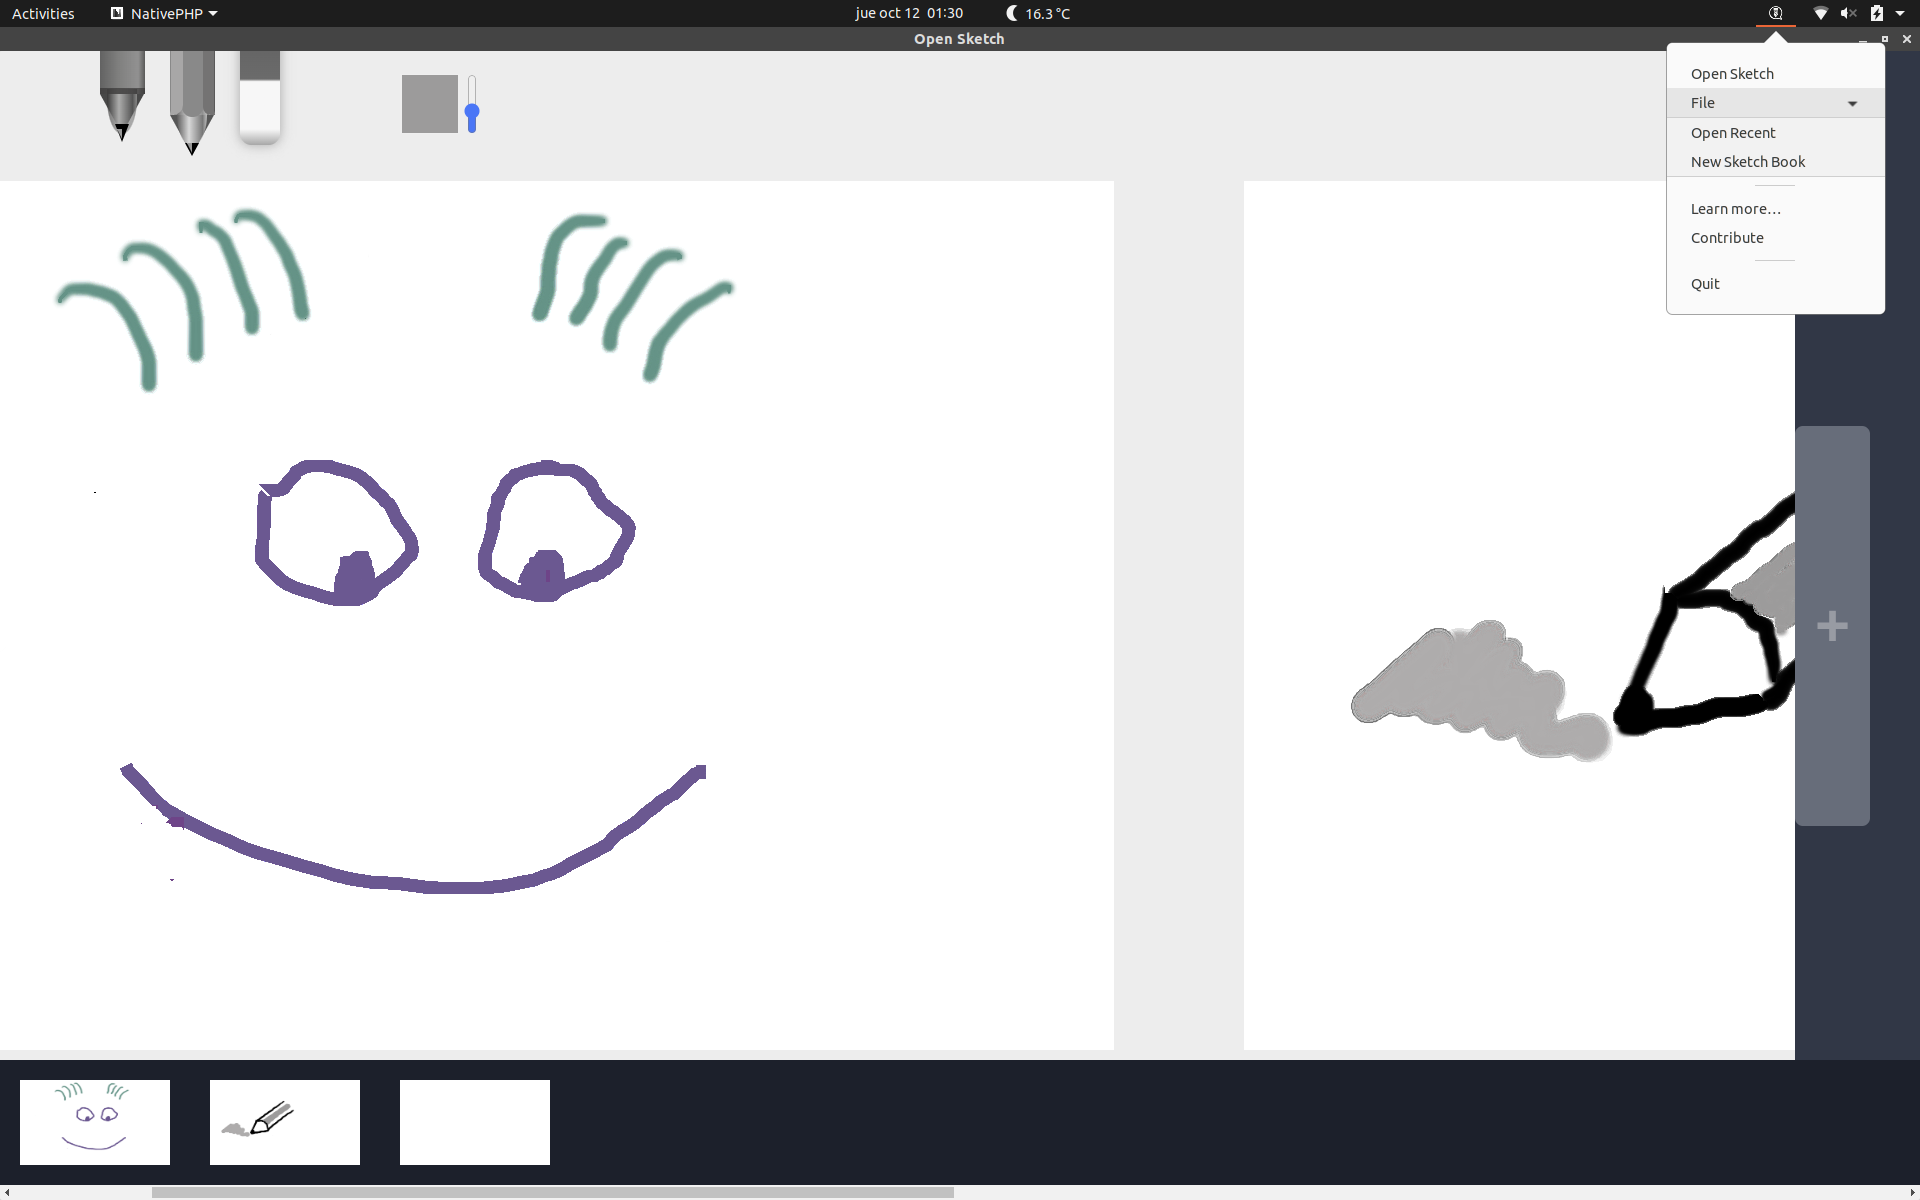 Activities
NativePHP
jue oct 12 01:30
16.3 °C
Open Sketch
Open Sketch
File
Open Recent
New Sketch Book
Learn more...
Contribute
Quit